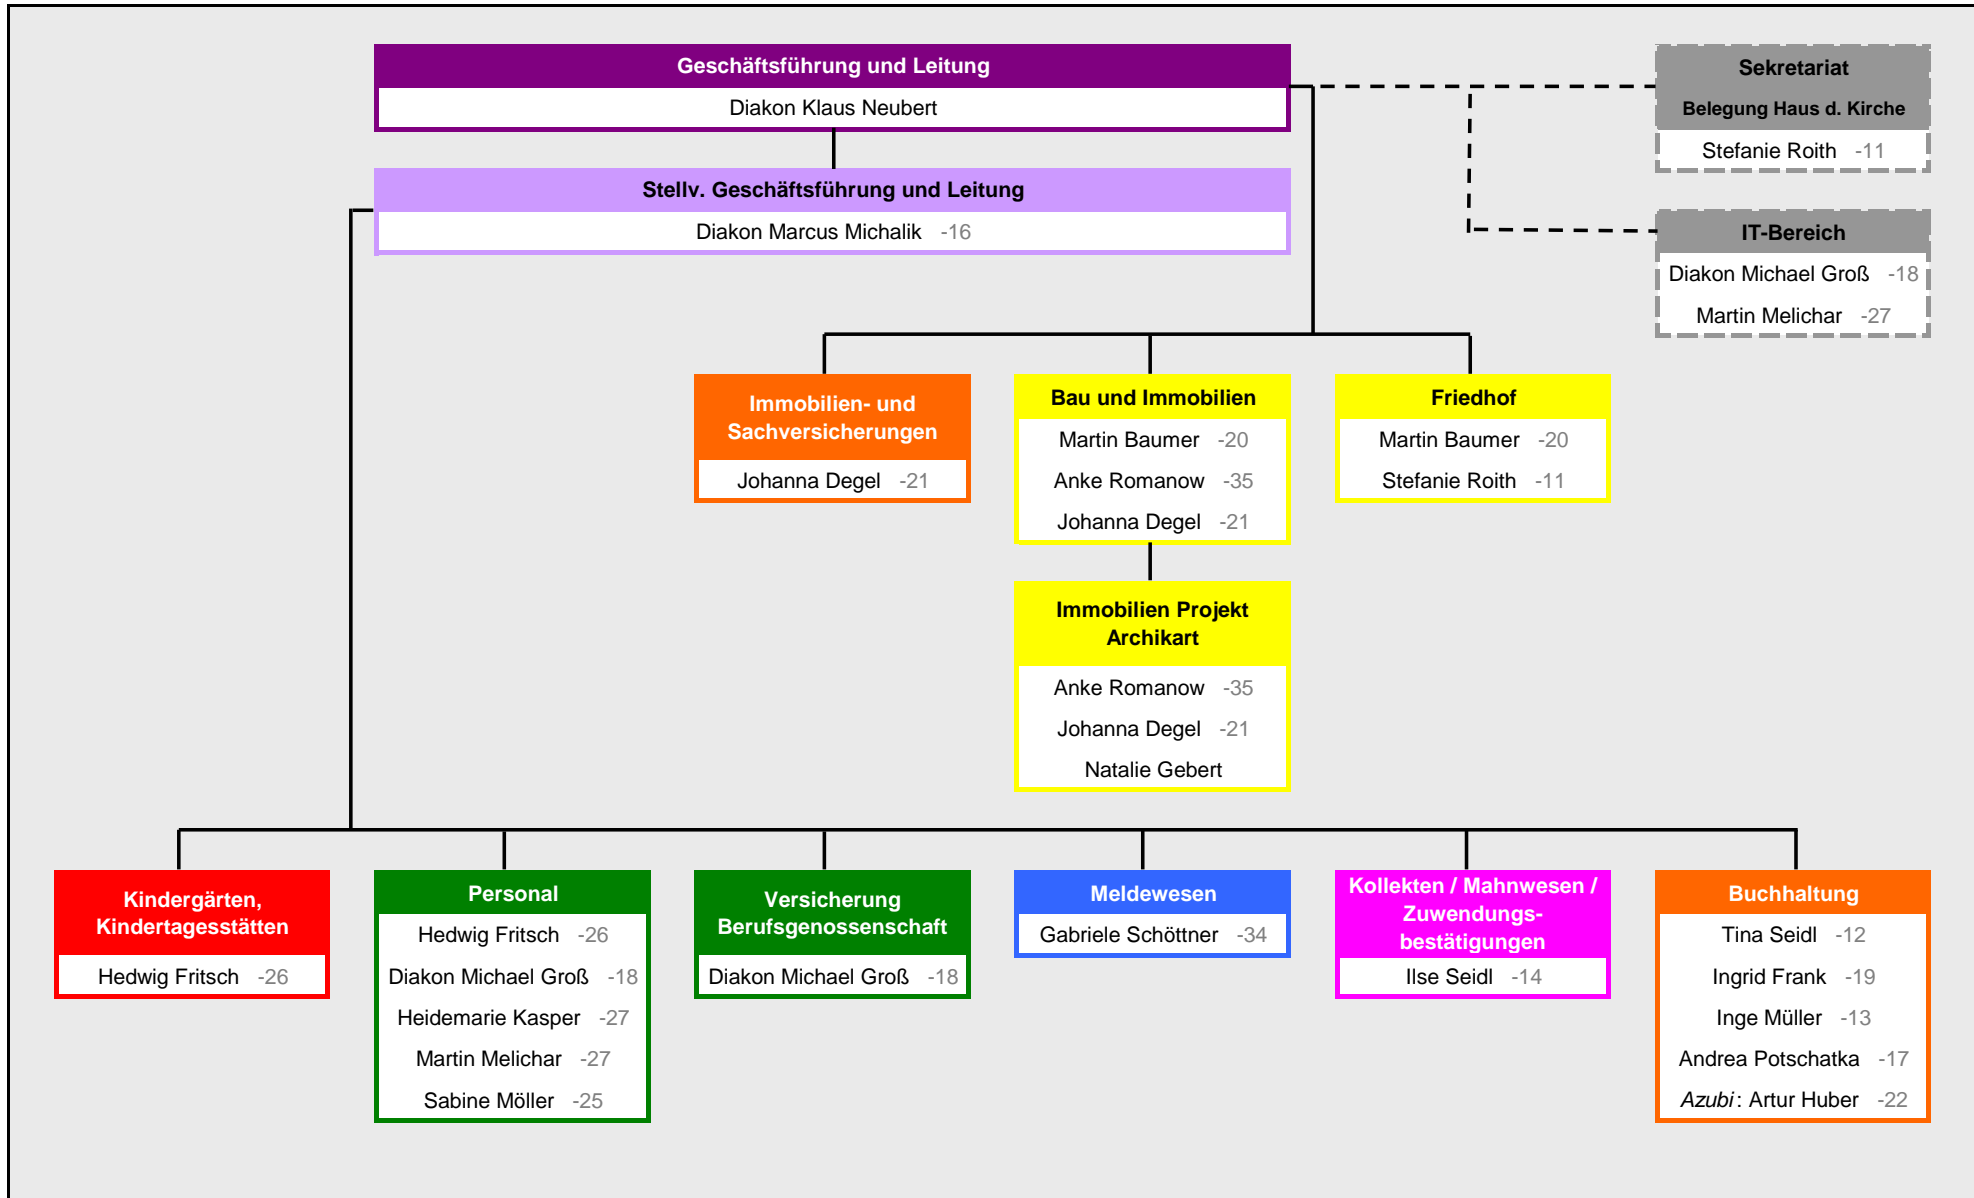 Geschäftsführung und Leitung
Diakon Klaus Neubert
Sekretariat
Belegung Haus d. Kirche
Stefanie Roith -11
Stellv. Geschäftsführung und Leitung
Diakon Marcus Michalik -16
IT-Bereich
Diakon Michael Groß -18
Martin Melichar -27
Immobilien- und
Sachversicherungen
Johanna Degel -21
Bau und Immobilien
Martin Baumer -20
Anke Romanow -35
Johanna Degel -21
Friedhof
Martin Baumer -20
Stefanie Roith -11
Immobilien Projekt
Archikart
Anke Romanow -35
Johanna Degel -21
Natalie Gebert
Kindergärten,
Kindertagesstätten
Hedwig Fritsch -26
Personal
Hedwig Fritsch -26
Diakon Michael Groß -18
Heidemarie Kasper -27
Martin Melichar -27
Sabine Möller -25
Versicherung
Berufsgenossenschaft
Diakon Michael Groß -18
Meldewesen
Gabriele Schöttner -34
Kollekten / Mahnwesen /
Zuwendungs-
bestätigungen
Ilse Seidl -14
Buchhaltung
Tina Seidl -12
Ingrid Frank -19
Inge Müller -13
Andrea Potschatka -17
Azubi: Artur Huber -22